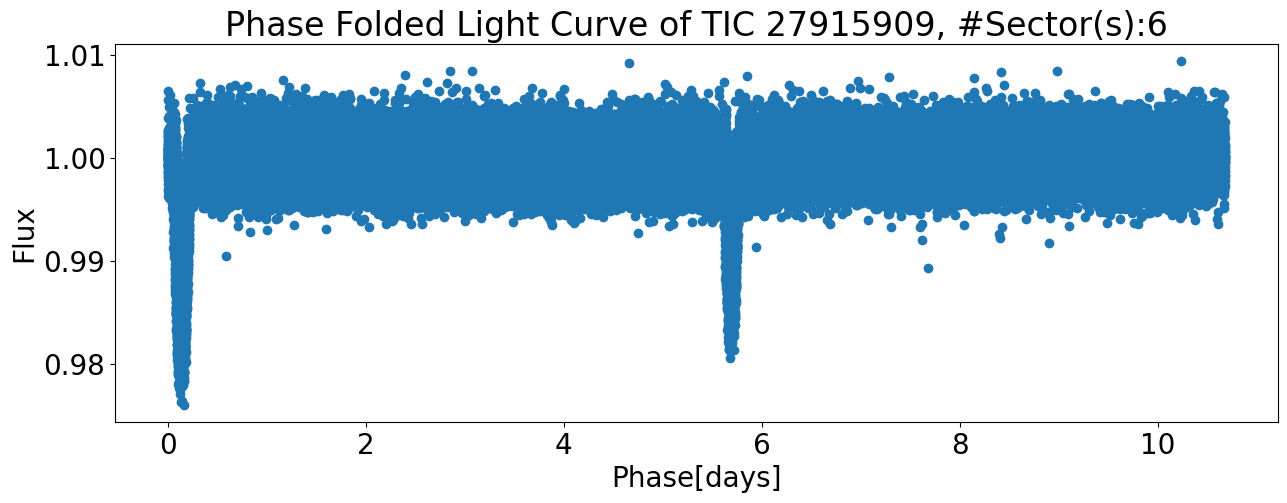 Phase Folded Light Curve of TIC 27915909, #Sector(s):6
1.01
1.00
0.99
0.98
Flux
0 2 4 6 8 10
Phase[days]